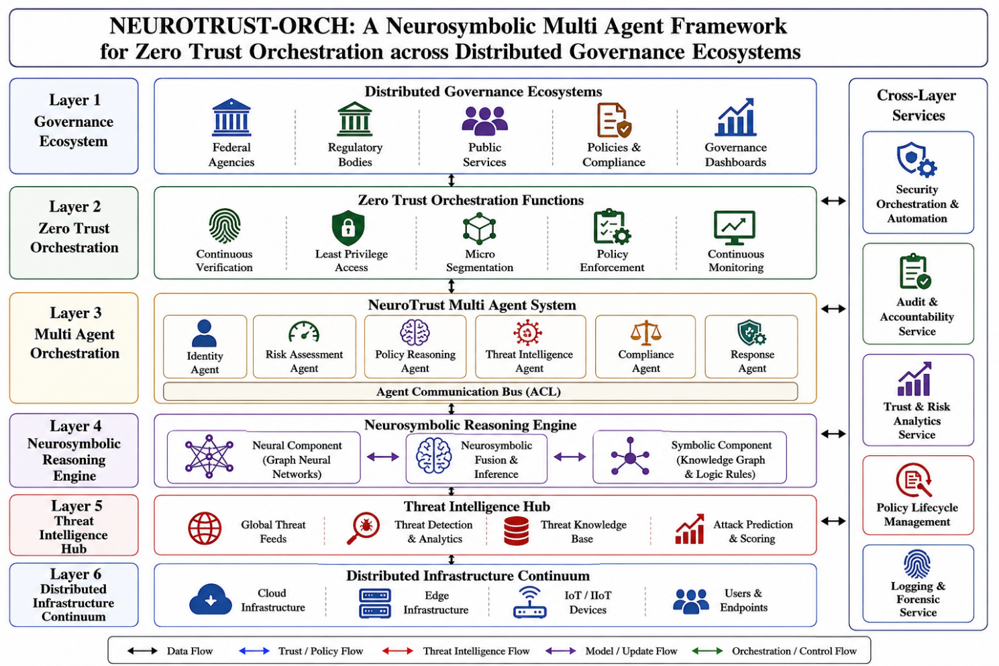 NEUROTRUST-ORCH: A Neurosymbolic Multi Agent Framework
for Zero Trust Orchestration across Distributed Governance Ecosystems
Layer 1
Governance
Ecosystem
Distributed Governance Ecosystems
Federal
Agencies
Regulatory
Bodies
Public
Services
Policies &
Compliance
Governance
Dashboards
Layer 2
Zero Trust
Orchestration
Zero Trust Orchestration Functions
Continuous
Verification
Least Privilege
Access
Micro
Segmentation
Policy
Enforcement
Continuous
Monitoring
Layer 3
Multi Agent
Orchestration
NeuroTrust Multi Agent System
Identity
Agent
Risk Assessment
Agent
Policy Reasoning
Agent
Threat Intelligence
Agent
Compliance
Agent
Response
Agent
Agent Communication Bus (ACL)
Layer 4
Neurosymbolic
Reasoning
Engine
Neurosymbolic Reasoning Engine
Neural Component
(Graph Neural
Networks)
Neurosymbolic
Fusion &
Inference
Symbolic Component
(Knowledge Graph
& Logic Rules)
Layer 5
Threat
Intelligence
Hub
Threat Intelligence Hub
Global Threat
Feeds
Threat Detection
& Analytics
Threat Knowledge
Base
Attack Prediction
& Scoring
Layer 6
Distributed
Infrastructure
Continuum
Distributed Infrastructure Continuum
Cloud
Infrastructure
Edge
Infrastructure
IoT / IIoT
Devices
Users &
Endpoints
Cross-Layer
Services
Security
Orchestration &
Automation
Audit &
Accountability
Service
Trust & Risk
Analytics
Service
Policy Lifecycle
Management
Logging &
Forensic
Service
Data Flow
Trust / Policy Flow
Threat Intelligence Flow
Model / Update Flow
Orchestration / Control Flow